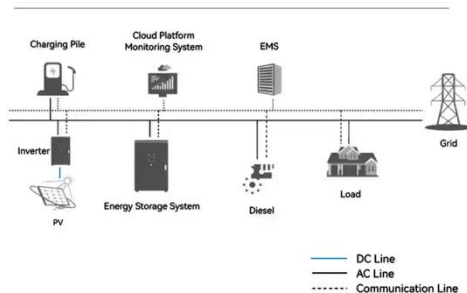 Charging Pile
Cloud Platform
Monitoring System
EMS
Grid
Inverter
PV
Energy Storage System
Diesel
Load
DC Line
AC Line
Communication Line